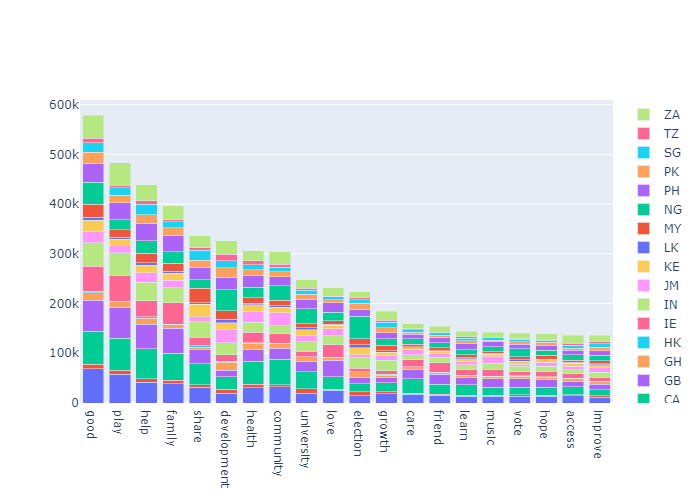 600k
500k
400k
300k
200k
100k
0
good
play
help
family
share
development
health
community
university
love
election
growth
care
friend
learn
music
vote
hope
access
improve
ZA
TZ
SG
PK
PH
NG
MY
LK
KE
JM
IN
IE
HK
GH
GB
CA